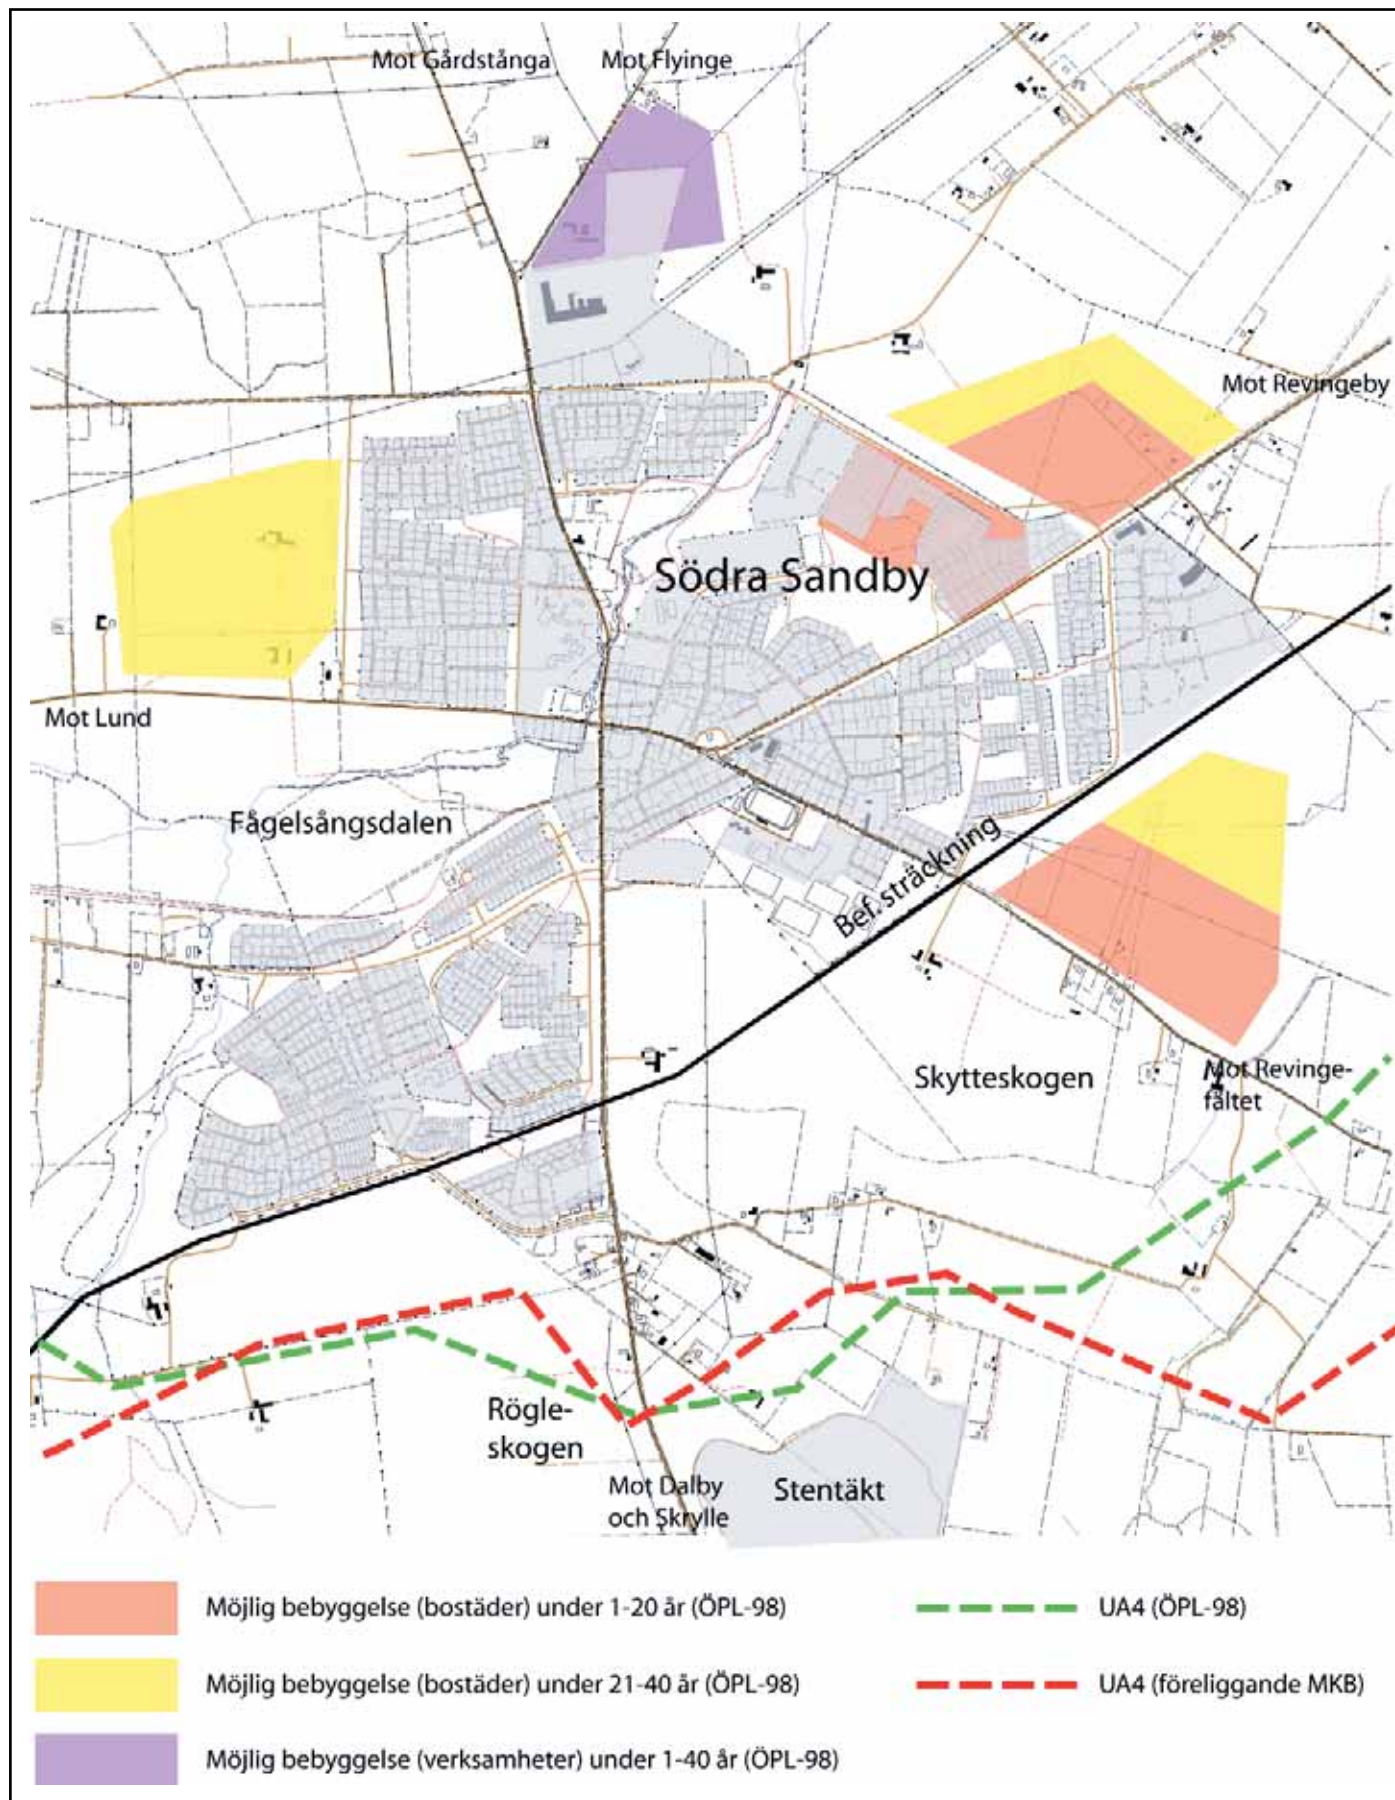 Mot Gårdstånga
Mot Flyinge
Mot Revingeby
Södra Sandby
Mot Lund
Fågelsångsdalen
Bef. sträckning
Skytteskogen
Mot Revinge-
fältet
Rögle-
skogen
Mot Dalby
och Skrylle
Stentäkt
Möjlig bebyggelse (bostäder) under 1-20 år (ÖPL-98)
Möjlig bebyggelse (bostäder) under 21-40 år (ÖPL-98)
Möjlig bebyggelse (verksamheter) under 1-40 år (ÖPL-98)
UA4 (ÖPL-98)
UA4 (föreliggande MKB)